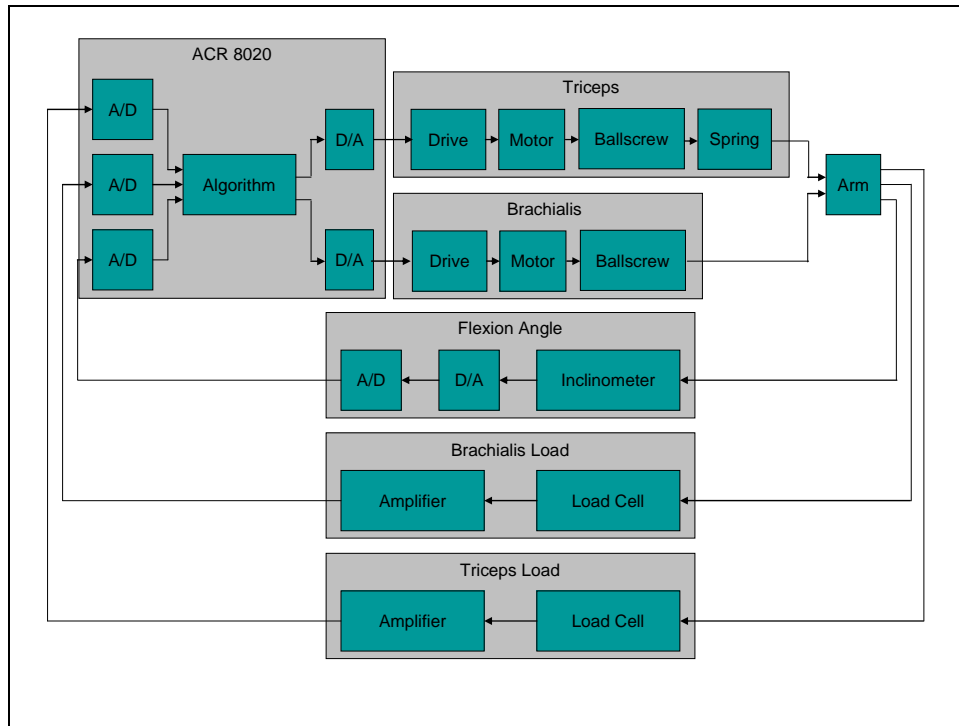 ACR 8020
A/D
A/D
A/D
Algorithm
D/A
D/A
Triceps
Drive
Motor
Ballscrew
Spring
Brachialis
Drive
Motor
Ballscrew
Arm
Flexion Angle
A/D
D/A
Inclinometer
Brachialis Load
Amplifier
Load Cell
Triceps Load
Amplifier
Load Cell